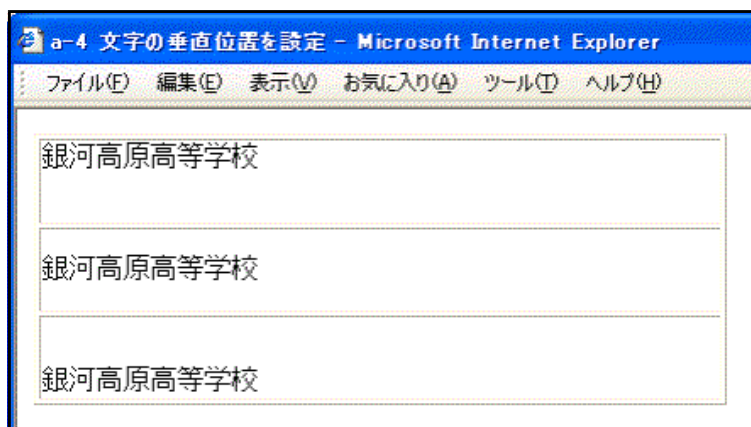 a-4 文字の垂直位置を設定 - Microsoft Internet Explorer
ファイル(F) 編集(E) 表示(V) お気に入り(A) ツール(T) ヘルプ(H)
銀河高原高等学校
銀河高原高等学校
銀河高原高等学校